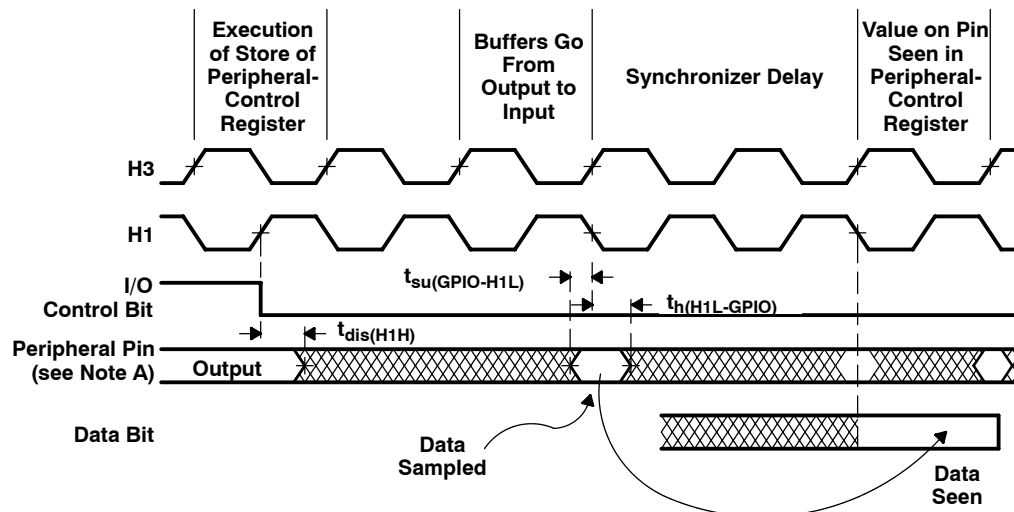 Execution
of Store of
Peripheral-
Control
Register
Buffers Go
From
Output to
Input
Synchronizer Delay
Value on Pin
Seen in
Peripheral-
Control
Register
H3
H1
I/O
Control Bit
tsu(GPIO-H1L)
th(H1L-GPIO)
tdis(H1H)
Peripheral Pin
(see Note A)
Output
Data Bit
Data
Sampled
Data
Seen